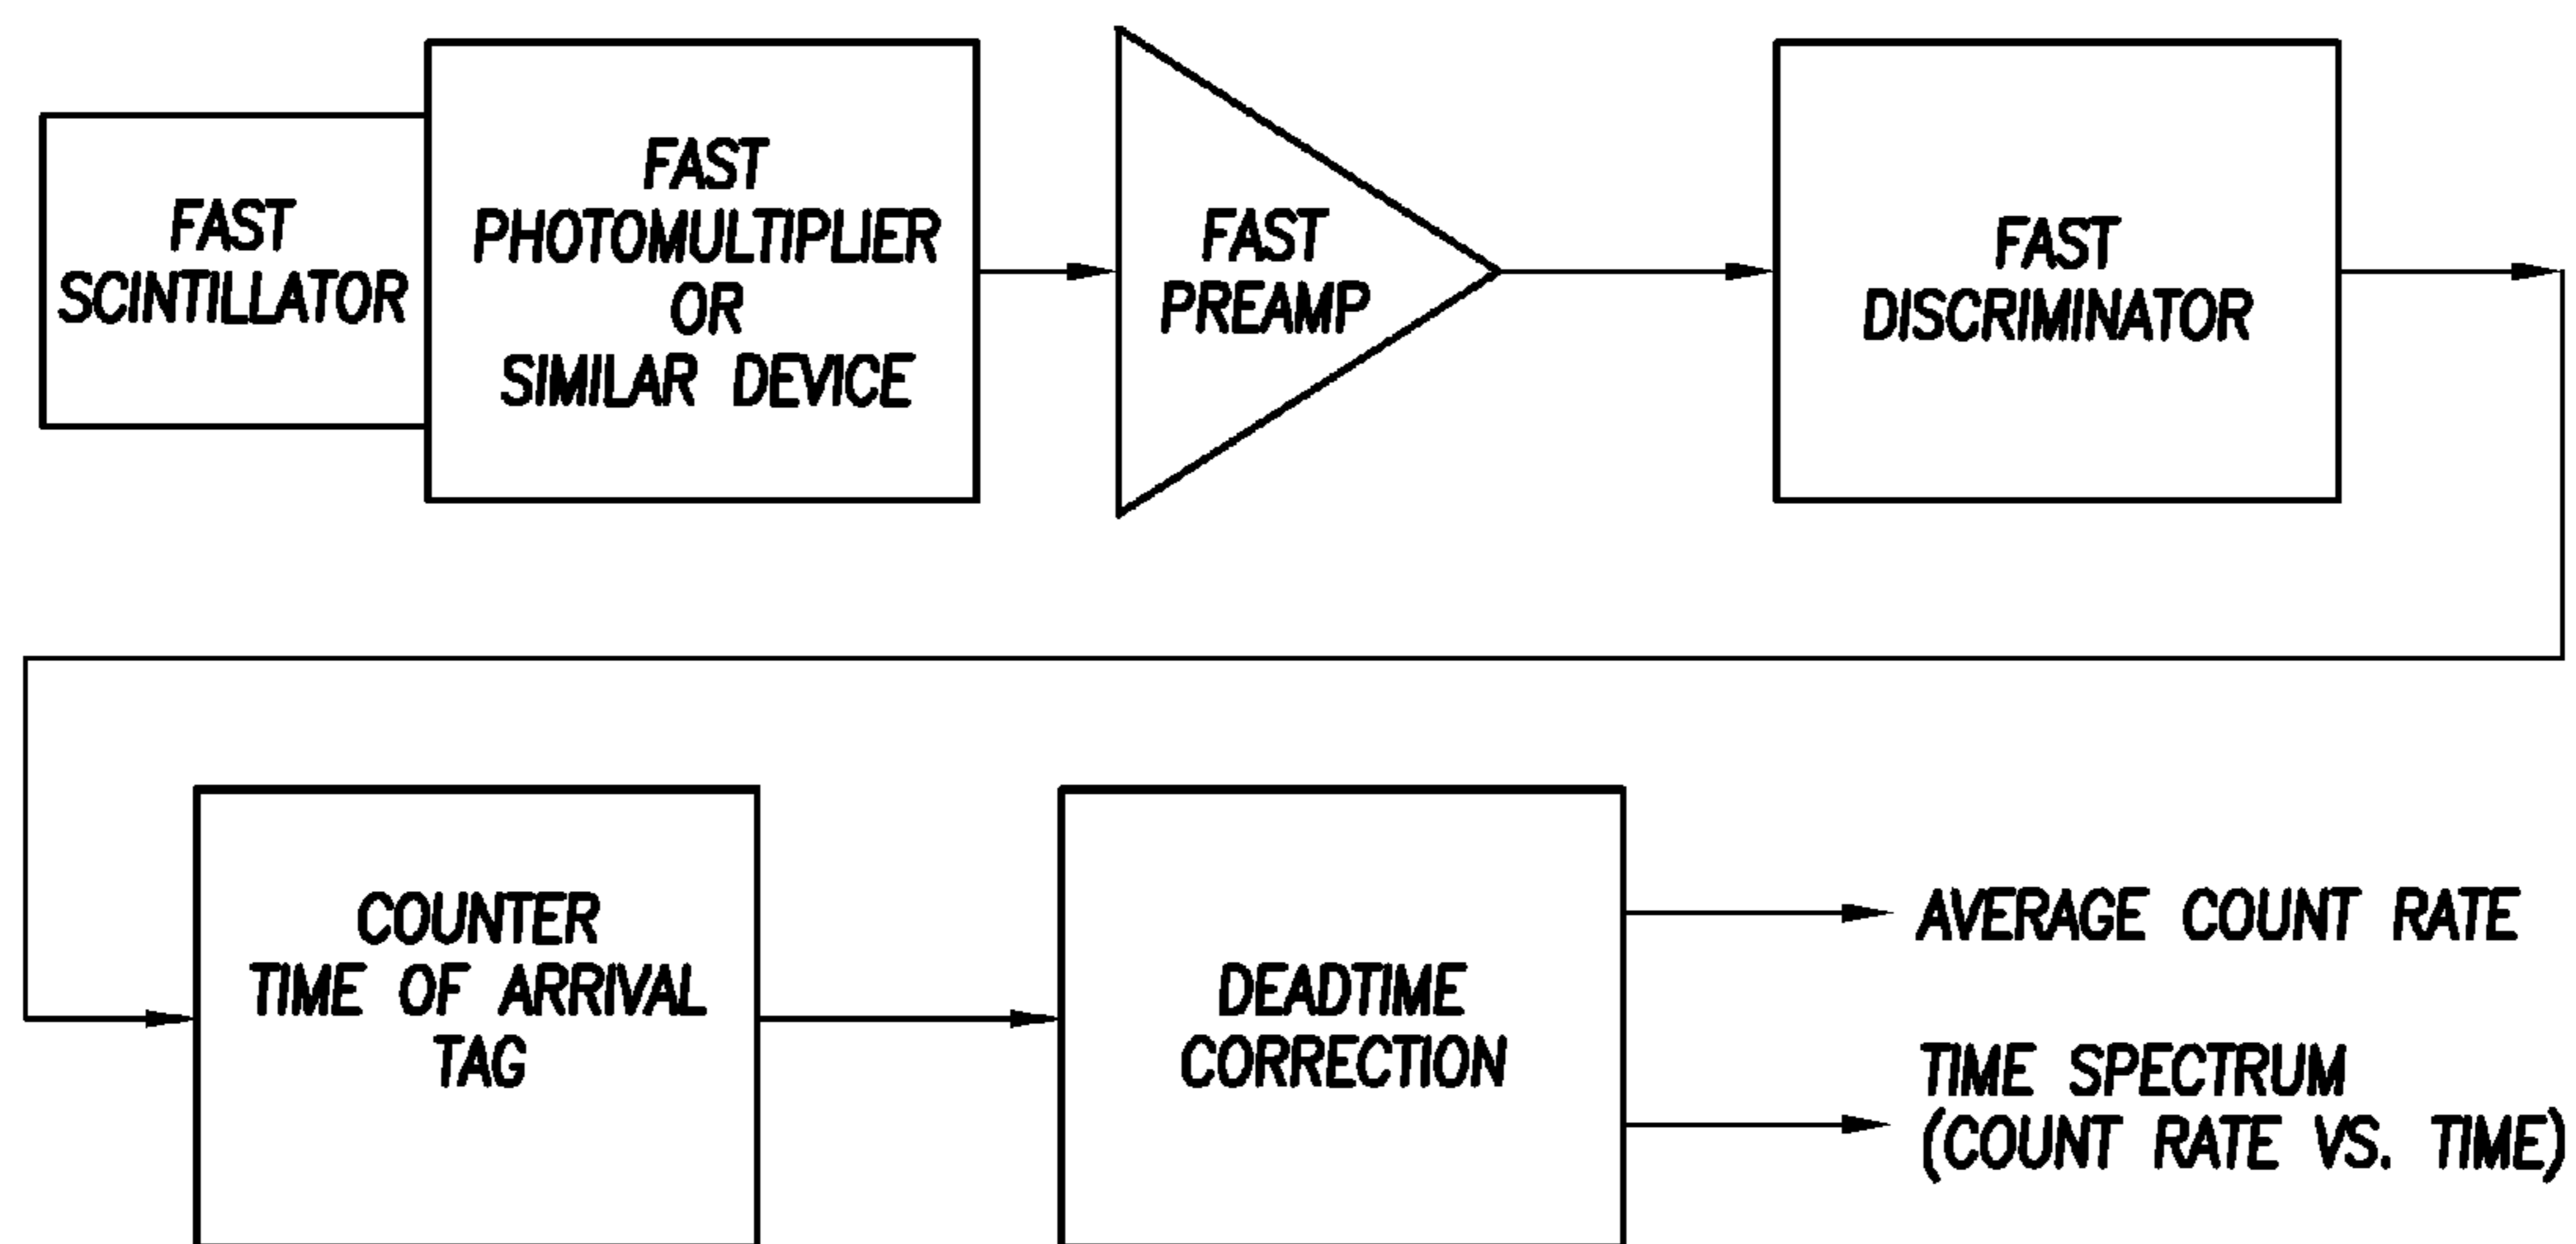 FAST
SCINTILLATOR
FAST
PHOTOMULTIPLIER
OR
SIMILAR DEVICE
FAST
PREAMP
FAST
DISCRIMINATOR
COUNTER
TIME OF ARRIVAL
TAG
DEADTIME
CORRECTION
AVERAGE COUNT RATE
TIME SPECTRUM
(COUNT RATE VS. TIME)